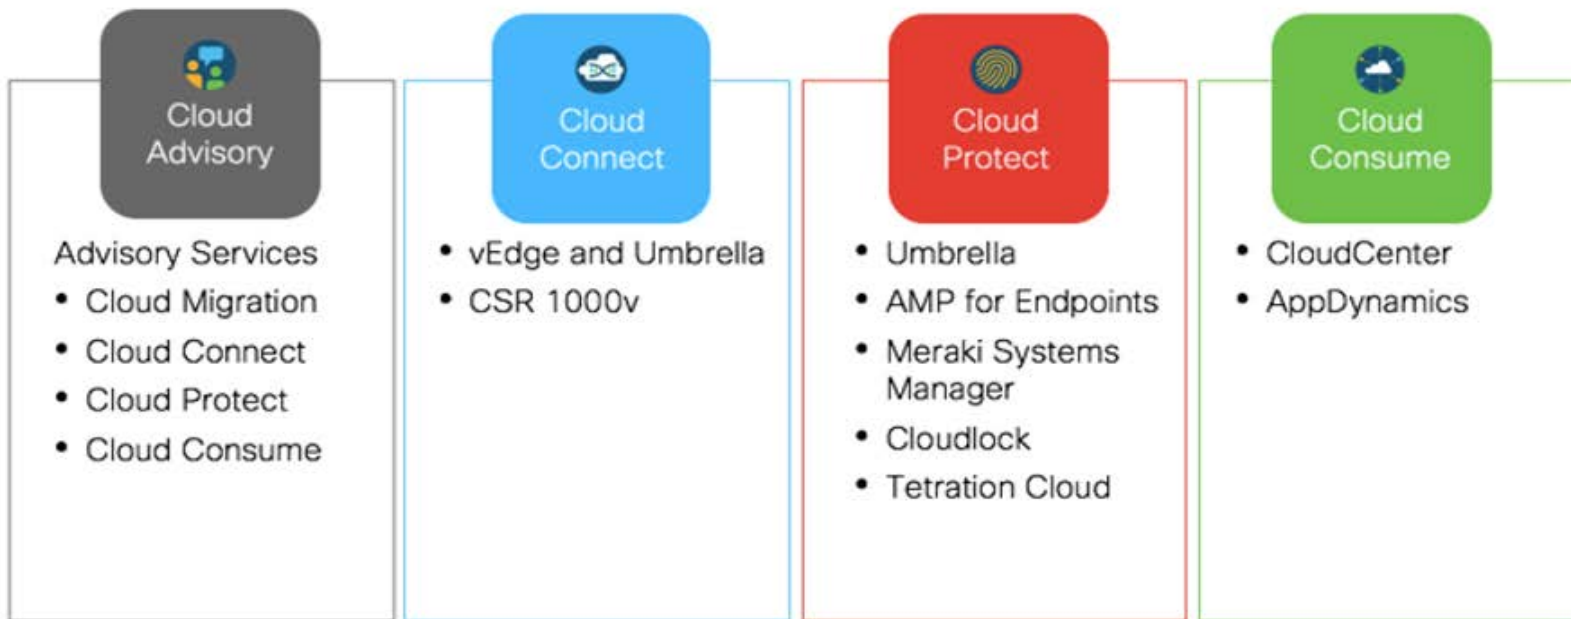 Cloud
Advisory
Advisory Services
• Cloud Migration
• Cloud Connect
• Cloud Protect
• Cloud Consume
Cloud
Connect
• vEdge and Umbrella
• CSR 1000v
Cloud
Protect
• Umbrella
• AMP for Endpoints
• Meraki Systems
Manager
• Cloudlock
• Tetration Cloud
Cloud
Consume
• CloudCenter
• AppDynamics